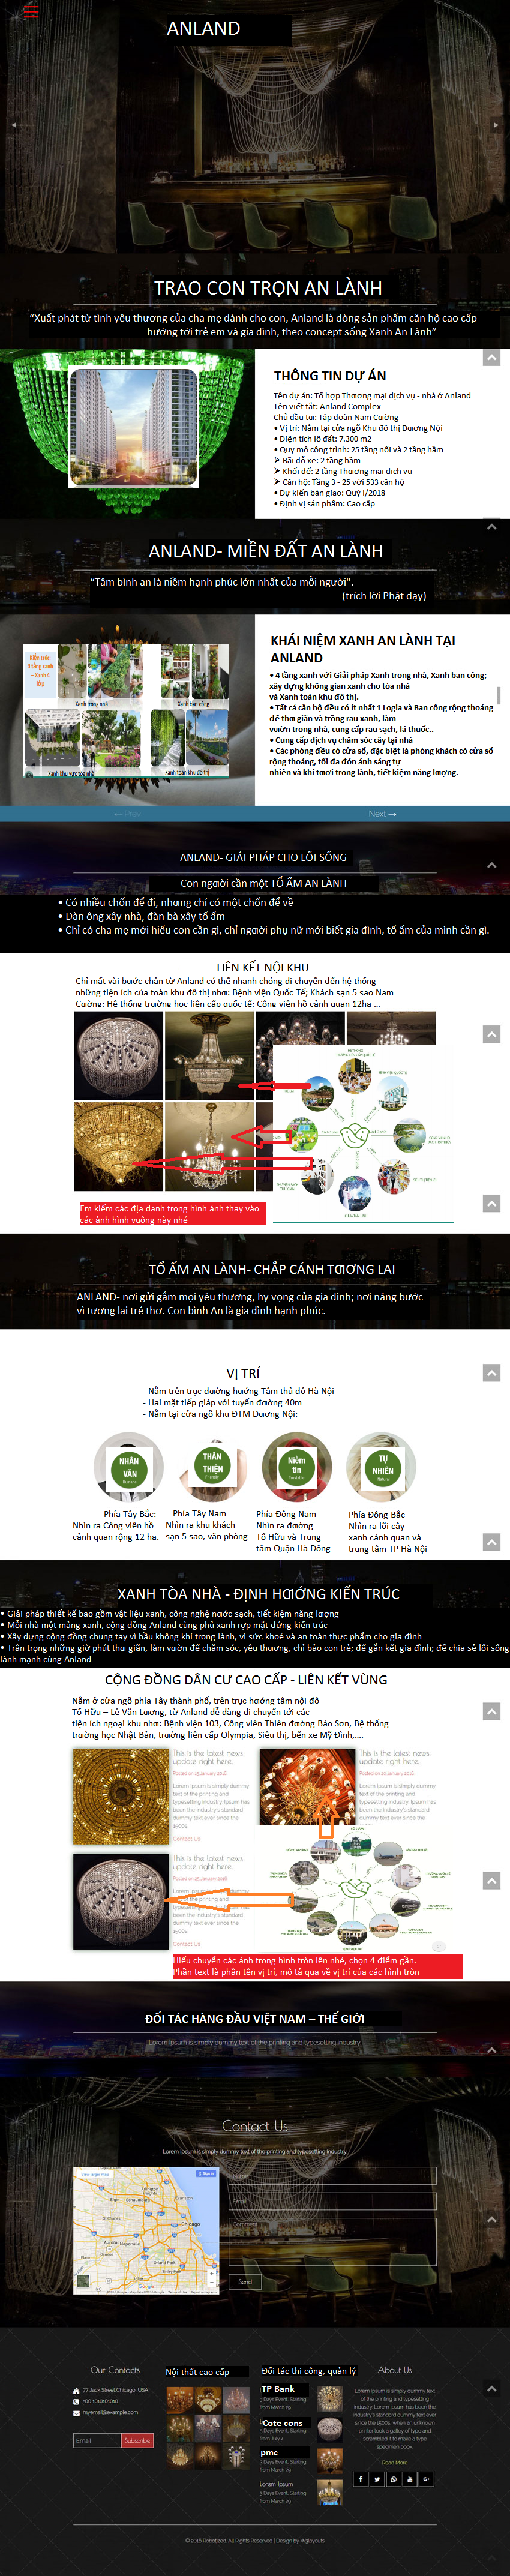 ANLAND
TRAO CON TRỌN AN LÀNH
“Xuất phát từ tình yêu thương của cha mẹ dành cho con, Anland là dòng sản phẩm căn hộ cao cấp
hướng tới trẻ em và gia đình, theo concept sống Xanh An Lành”
THÔNG TIN DỰ ÁN
Tên dự án: Tổ hợp Thương mại dịch vụ - nhà ở Anland
Tên viết tắt: Anland Complex
Chủ đầu tư: Tập đoàn Nam Cường
• Vị trí: Nằm tại cửa ngõ Khu đô thị Dương Nội
• Diện tích lô đất: 7.300 m2
• Quy mô công trình: 25 tầng nổi và 2 tầng hầm
➢ Bãi đỗ xe: 2 tầng hầm
➢ Khối đế: 2 tầng Thương mại dịch vụ
➢ Căn hộ: Tầng 3 - 25 với 533 căn hộ
• Dự kiến bàn giao: Quý I/2018
• Định vị sản phẩm: Cao cấp
ANLAND- MIỀN ĐẤT AN LÀNH
“Tâm bình an là niềm hạnh phúc lớn nhất của mỗi người".
(trích lời Phật dạy)
Kiến trúc
4 tầng xanh
– Xanh 4
lớp
Xanh trong nhà
Xanh ban công
Xanh khu vực toà nhà
Xanh toàn khu đô thị
KHÁI NIỆM XANH AN LÀNH TẠI
ANLAND
• 4 tầng xanh với Giải pháp Xanh trong nhà, Xanh ban công;
xây dựng không gian xanh cho tòa nhà
và Xanh toàn khu đô thị.
• Tất cả căn hộ đều có ít nhất 1 Logia và Ban công rộng thoáng
để thư giãn và trồng rau xanh, làm
vườn trong nhà, cung cấp rau sạch, lá thuốc..
• Cung cấp dịch vụ chăm sóc cây tại nhà
• Các phòng đều có cửa sổ, đặc biệt là phòng khách có cửa sổ
rộng thoáng, tối đa đón ánh sáng tự
nhiên và khí tươi trong lành, tiết kiệm năng lượng.
← Prev
Next →
ANLAND- GIẢI PHÁP CHO LỐI SỐNG
Con người cần một TỔ ẤM AN LÀNH
• Có nhiều chốn để đi, nhưng chỉ có một chốn để về
• Đàn ông xây nhà, đàn bà xây tổ ấm
• Chỉ có cha mẹ mới hiểu con cần gì, chỉ người phụ nữ mới biết gia đình, tổ ấm của mình cần gì.
LIÊN KẾT NỘI KHU
Chỉ mất vài bước chân từ Anland có thể nhanh chóng di chuyển đến hệ thống
những tiện ích của toàn khu đô thị như: Bệnh viện Quốc Tế; Khách sạn 5 sao Nam
Cường; Hệ thống trường học liên cấp quốc tế; Công viên hồ cảnh quan 12ha ...
Em kiếm các địa danh trong hình ảnh thay vào
các ảnh hình vuông này nhé
TỔ ẤM AN LÀNH- CHẮP CÁNH TƯƠNG LAI
ANLAND- nơi gửi gắm mọi yêu thương, hy vọng của gia đình; nơi nâng bước
vì tương lai trẻ thơ. Con bình An là gia đình hạnh phúc.
VỊ TRÍ
- Nằm trên trục đường hướng Tâm thủ đô Hà Nội
- Hai mặt tiếp giáp với tuyến đường 40m
- Nằm tại cửa ngõ khu ĐTM Dương Nội:
NHÂN
VĂN
Humane
THÂN
THIỆN
Friendly
Niềm
tin
Trustable
TỰ
NHIÊN
Natural
Phía Tây Bắc:
Nhìn ra Công viên hồ
cảnh quan rộng 12 ha.
Phía Tây Nam
Nhìn ra khu khách
sạn 5 sao, văn phòng
Phía Đông Nam
Nhìn ra đường
Tố Hữu và Trung
tâm Quận Hà Đông
Phía Đông Bắc
Nhìn ra lõi cây
xanh cảnh quan và
trung tâm TP Hà Nội
XANH TÒA NHÀ - ĐỊNH HƯỚNG KIẾN TRÚC
• Giải pháp thiết kế bao gồm vật liệu xanh, công nghệ nước sạch, tiết kiệm năng lượng
• Mỗi nhà một mảng xanh, cộng đồng Anland cùng phủ xanh rợp mặt đứng kiến trúc
• Xây dựng cộng đồng chung tay vì bầu không khí trong lành, vì sức khoẻ và an toàn thực phẩm cho gia đình
• Trân trọng những giờ phút thư giãn, làm vườn để chăm sóc, yêu thương, chỉ bảo con trẻ; để gắn kết gia đình; để chia sẻ lối sống
lành mạnh cùng Anland
CỘNG ĐỒNG DÂN CƯ CAO CẤP - LIÊN KẾT VÙNG
Nằm ở cửa ngõ phía Tây thành phố, trên trục hướng tâm nội đô
Tố Hữu – Lê Văn Lương, từ Anland dễ di chuyển tới các
tiện ích ngoại khu như: Bệnh viện 103, Công viên Thiên đường Bảo Sơn, Bệ thống
trường học Nhật Bản, trường liên cấp Olympia, Siêu thị, bến xe Mỹ Đình,....
This is the latest news
update right here.
Posted on 15 January 2016
Lorem Ipsum is simply dummy
text of the printing and
typesetting industry. Ipsum has
been the industry's standard
dummy text ever since the
1500s.
Contact Us
This is the latest news
update right here.
Posted on 20 January 2016
Lorem Ipsum is simply dummy
text of the printing and
typesetting industry. Ipsum has
been the industry's standard
dummy text ever since the
1500s.
This is the latest news
update right here.
Posted on 25 January 2016
Lorem Ipsum is simply dummy
text of the printing and
typesetting industry. Ipsum has
been the industry's standard
dummy text ever since the
1500s.
Contact Us
Hiếu chuyển các ảnh trong hình tròn lên nhé, chọn 4 điểm gần.
Phần text là phần tên vị trí, mô tả qua về vị trí của các hình tròn
ĐỐI TÁC HÀNG ĐẦU VIỆT NAM – THẾ GIỚI
Lorem Ipsum is simply dummy text of the printing and typesetting industry
Contact Us
Lorem Ipsum is simply dummy text of the printing and typesetting industry.
View larger map
Sign in
Chicago
Aurora
Naperville
Orland Park
Elgin
Schaumburg
Name
Email
Comment
Send
Our Contacts
77 Jack Street,Chicago, USA
+00 1010101010
myemail@example.com
Email
Subscribe
Nội thất cao cấp
Đối tác thi công, quản lý
TP Bank
3 Days Event, Starting
from March 29.
Cote cons
5 Days Event, Starting
from July 4
pmc
3 Days Event, Starting
from March 09
Lorem Ipsum
3 Days Event, Starting
from March 29
About Us
Lorem Ipsum is simply dummy text
of the printing and typesetting
industry. Lorem Ipsum has been the
industry's standard dummy text ever
since the 1500s, when an unknown
printer took a galley of type and
scrambled it to make a type
specimen book.
Read More
© 2016 Robotized. All Rights Reserved | Design by W3layouts